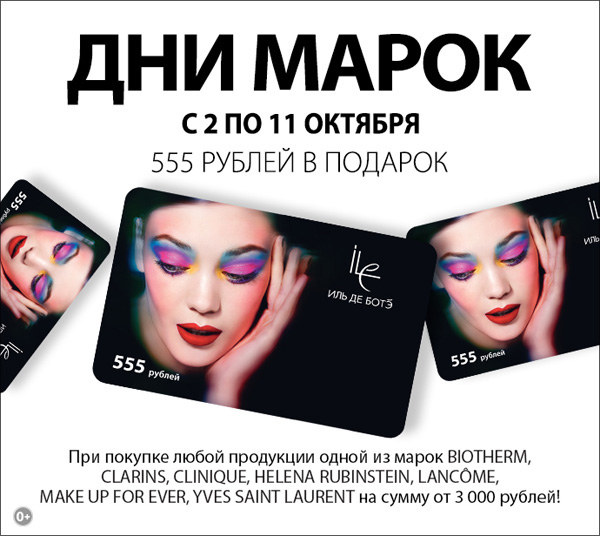 ДНИ МАРОК
С 2 ПО 11 ОКТЯБРЯ
555 РУБЛЕЙ В ПОДАРОК
555
ile
ИЛЬ ДЕ БОТЭ
555 рублей
ИЛЬ ДЕ
555 рублей
При покупке любой продукции одной из марок BIOTHERM,
CLARINS, CLINIQUE, HELENA RUBINSTEIN, LANCÔME,
MAKE UP FOR EVER, YVES SAINT LAURENT на сумму от 3 000 рублей!
0+